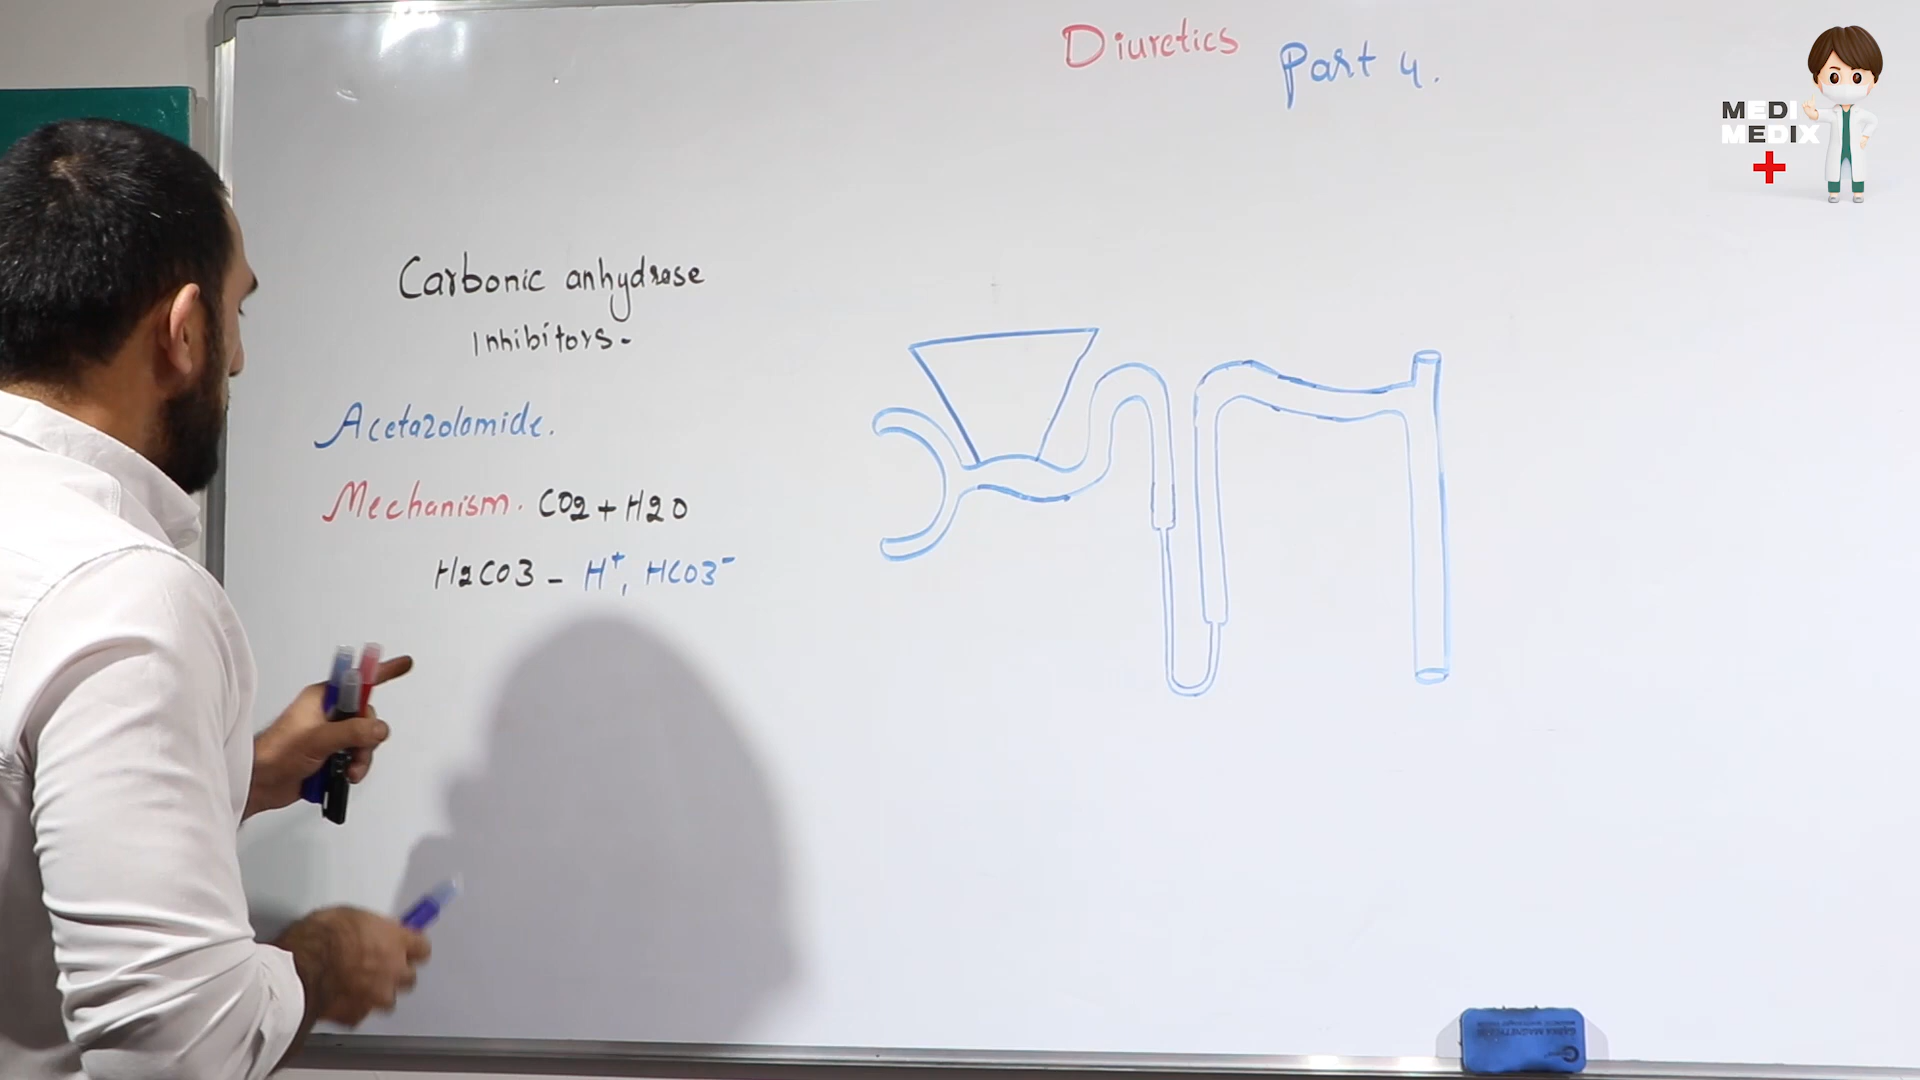 Diuretics Part 4.
MEDI
MEDIX
Carbonic anhydrase
Inhibitors-
Acetazolamide.
Mechanism. CO2 + H2O
H2CO3 - H+, HCO3-